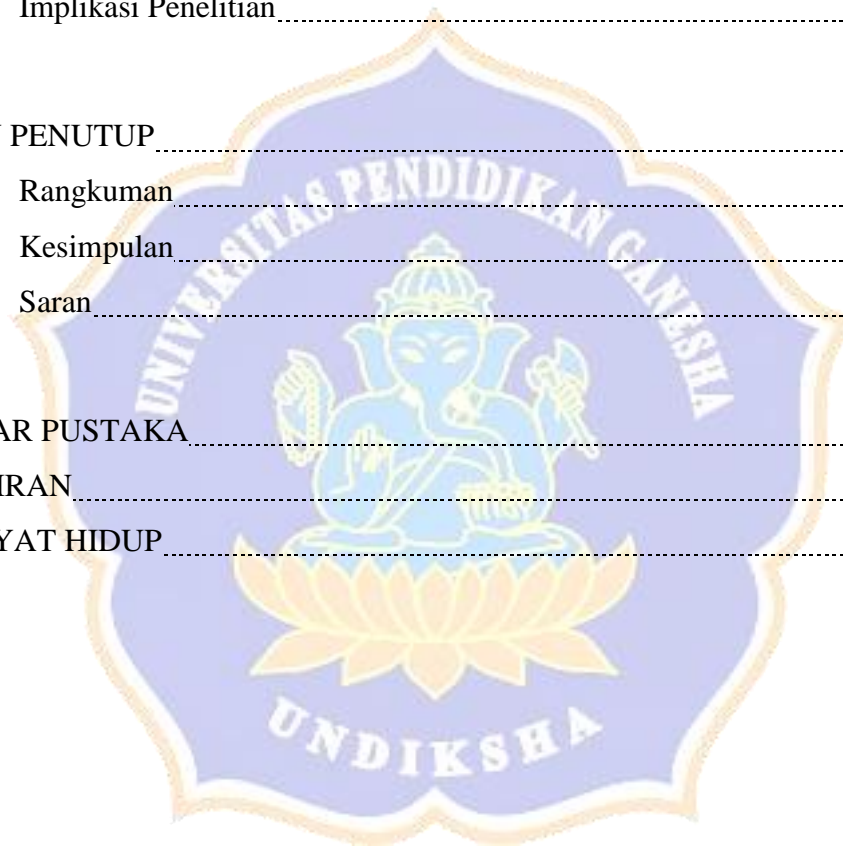 Implikasi Penelitian
PENUTUP
Rangkuman
Kesimpulan
Saran
AR PUSTAKA
IRAN
YAT HIDUP
UNIVERSITAS PENDIDIKAN GANESHA
UNDIKSHA